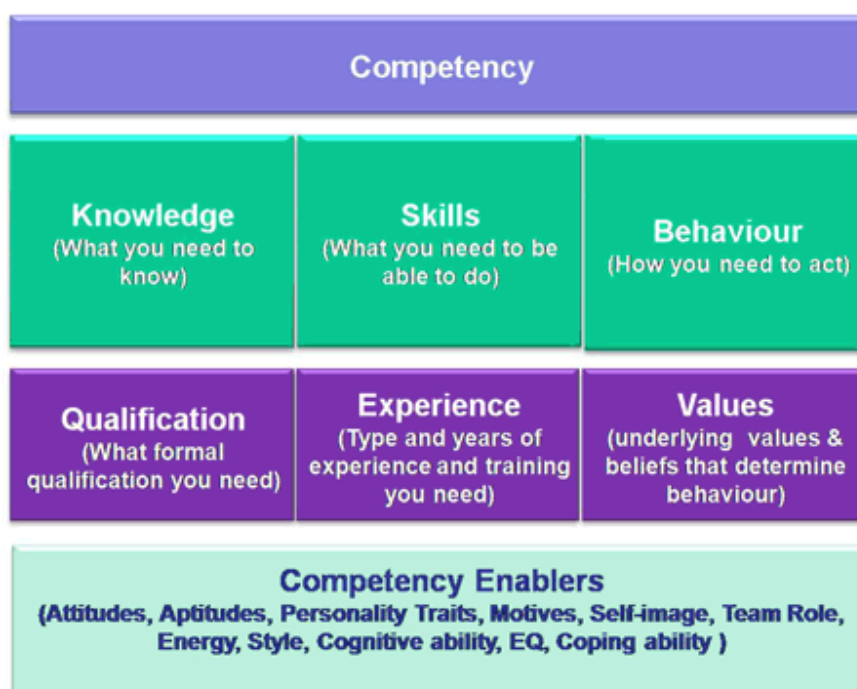 Competency
Knowledge
(What you need to
know)
Skills
(What you need to be
able to do)
Behaviour
(How you need to act)
Qualification
(What formal
qualification you need)
Experience
(Type and years of
experience and training
you need)
Values
(underlying values &
beliefs that determine
behaviour)
Competency Enablers
(Attitudes, Aptitudes, Personality Traits, Motives, Self-image, Team Role,
Energy, Style, Cognitive ability, EQ, Coping ability )